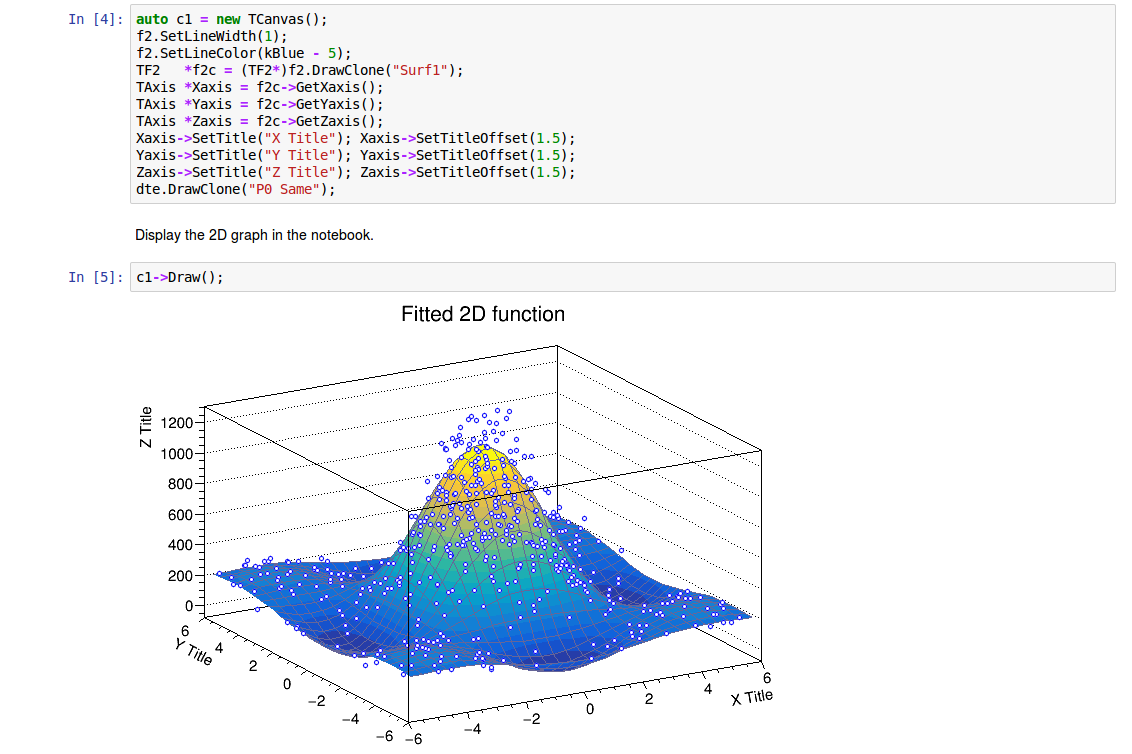 In [4]: auto c1 = new TCanvas();
f2.SetLineWidth(1);
f2.SetLineColor(kBlue - 5);
TF2   *f2c = (TF2*)f2.DrawClone("Surf1");
TAxis *Xaxis = f2c->GetXaxis();
TAxis *Yaxis = f2c->GetYaxis();
TAxis *Zaxis = f2c->GetZaxis();
Xaxis->SetTitle("X Title"); Xaxis->SetTitleOffset(1.5);
Yaxis->SetTitle("Y Title"); Yaxis->SetTitleOffset(1.5);
Zaxis->SetTitle("Z Title"); Zaxis->SetTitleOffset(1.5);
dte.DrawClone("P0 Same");
Display the 2D graph in the notebook.
In [5]: c1->Draw();
Fitted 2D function
Z Title
1200
1000
800
600
400
200
0
Y Title
6
4
2
0
−2
−4
−6
−6
−4
−2
0
2
4
6
X Title